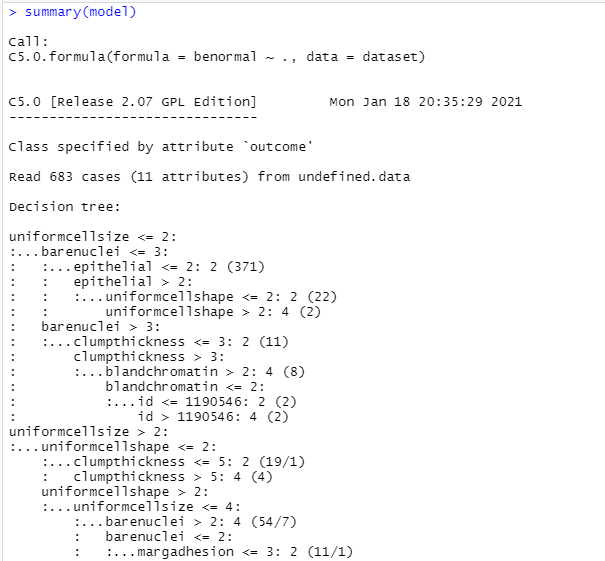 > summary(model)

Call:
C5.0.formula(formula = benormal ~ ., data = dataset)


C5.0 [Release 2.07 GPL Edition]         Mon Jan 18 20:35:29 2021
-------------------------------

Class specified by attribute `outcome'

Read 683 cases (11 attributes) from undefined.data

Decision tree:

uniformcellsize <= 2:
:...barenuclei <= 3:
:   :...epithelial <= 2: 2 (371)
:   :   epithelial > 2:
:   :   :...uniformcellshape <= 2: 2 (22)
:   :       uniformcellshape > 2: 4 (2)
:   barenuclei > 3:
:   :...clumpthickness <= 3: 2 (11)
:       clumpthickness > 3:
:       :...blandchromatin > 2: 4 (8)
:           blandchromatin <= 2:
:           :...id <= 1190546: 2 (2)
:               id > 1190546: 4 (2)
uniformcellsize > 2:
:...uniformcellshape <= 2:
    :...clumpthickness <= 5: 2 (19/1)
    :   clumpthickness > 5: 4 (4)
    uniformcellshape > 2:
    :...uniformcellsize <= 4:
        :...barenuclei > 2: 4 (54/7)
        :   barenuclei <= 2:
        :   :...margadhesion <= 3: 2 (11/1)